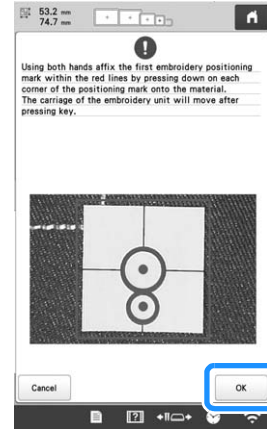 53.2 mm
74.7 mm
Using both hands affix the first embroidery positioning
mark within the red lines by pressing down on each
corner of the positioning mark onto the material.
The carriage of the embroidery unit will move after
pressing key.
Cancel
OK